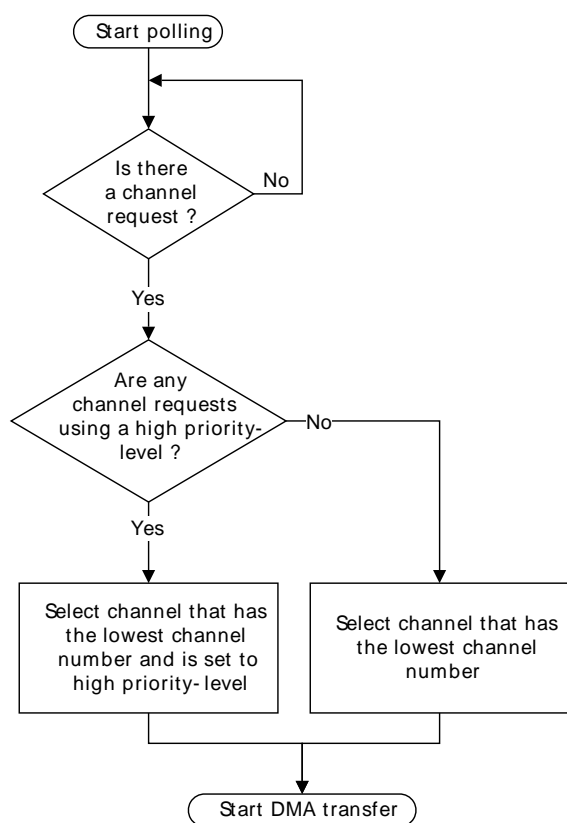 Start polling
Is there
a channel
request ?
No
Yes
Are any
channel requests
using a high priority-
level ?
No
Yes
Select channel that has
the lowest channel
number and is set to
high priority-level
Select channel that has
the lowest channel
number
Start DMA transfer